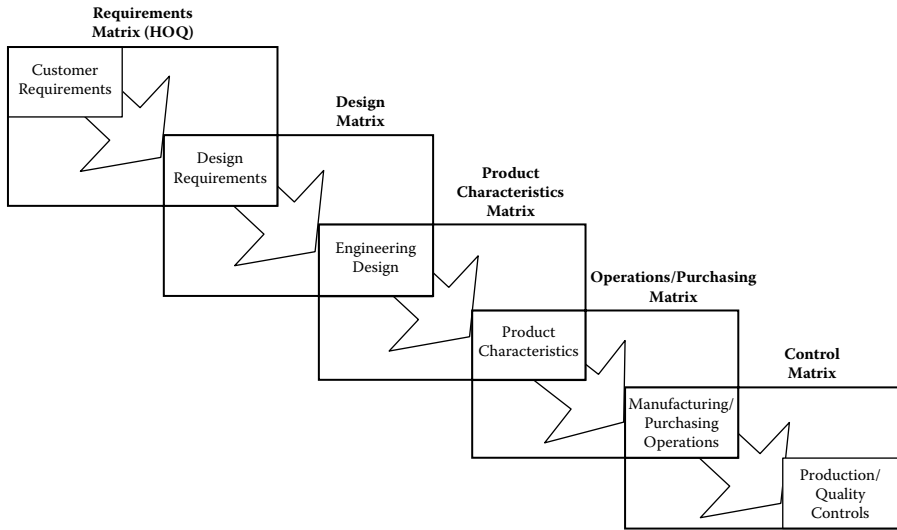 Requirements
Matrix (HOQ)
Customer
Requirements
Design
Matrix
Design
Requirements
Product
Characteristics
Matrix
Engineering
Design
Operations/Purchasing
Matrix
Product
Characteristics
Control
Matrix
Manufacturing/
Purchasing
Operations
Production/
Quality
Controls